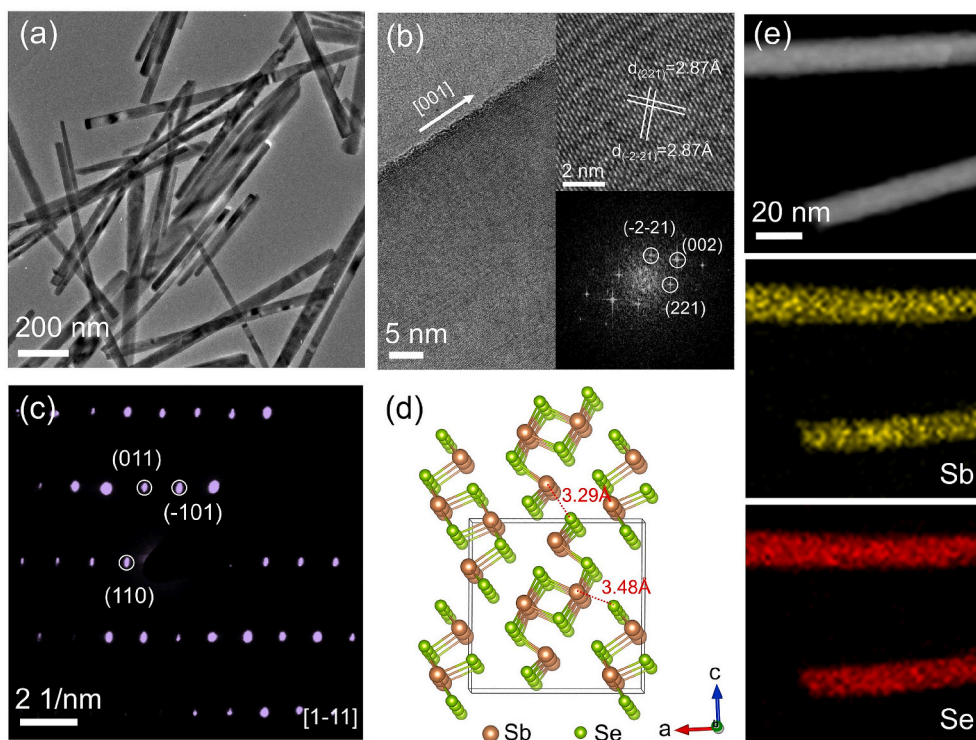 (a)
200 nm
(b)
[001]
5 nm
d(221)=2.87Å
d(-2-21)=2.87Å
2 nm
(-2-21)
(002)
(221)
(c)
(011)
(-101)
(110)
2 1/nm
[1-11]
(d)
3.29Å
3.48Å
Sb
Se
c
b
a
(e)
20 nm
Sb
Se